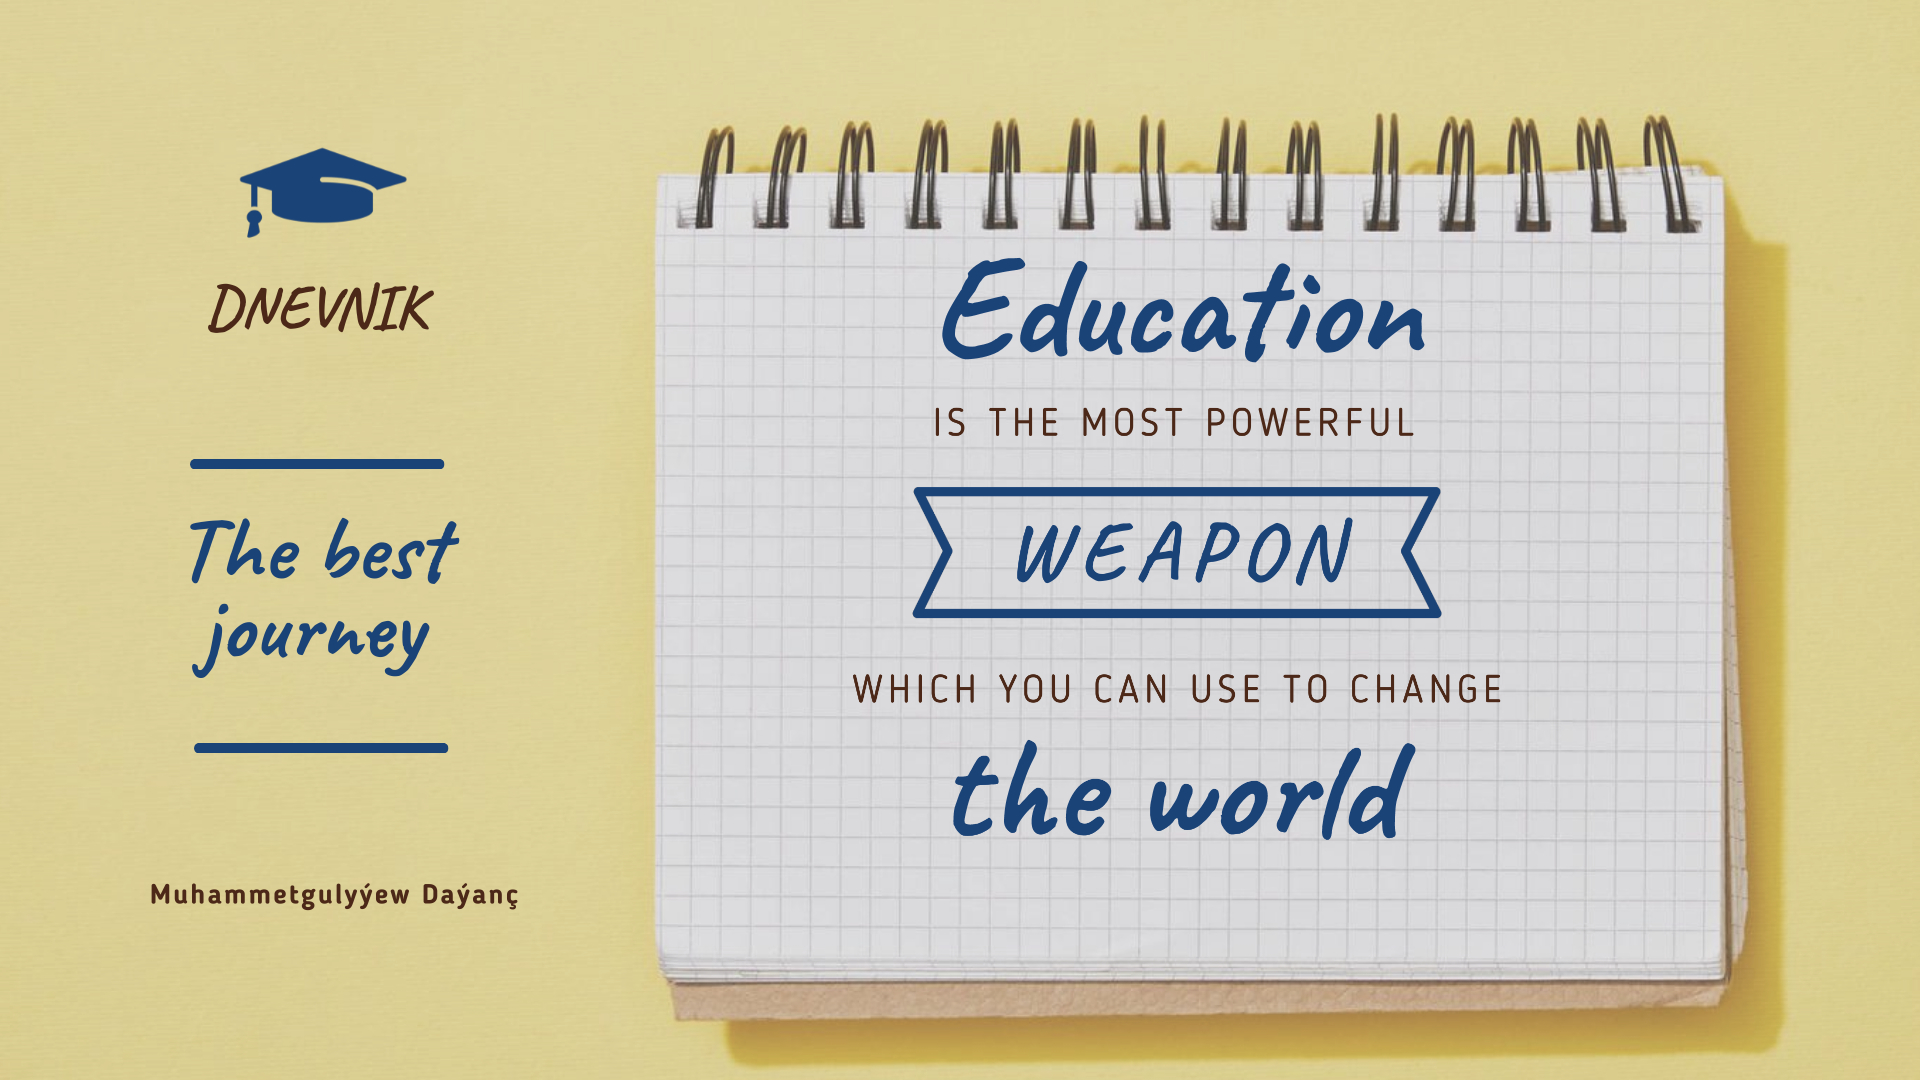 DNEVNIK
The best
journey
Muhammetgulyýew Daýanç
Education
IS THE MOST POWERFUL
WEAPON
WHICH YOU CAN USE TO CHANGE
the world